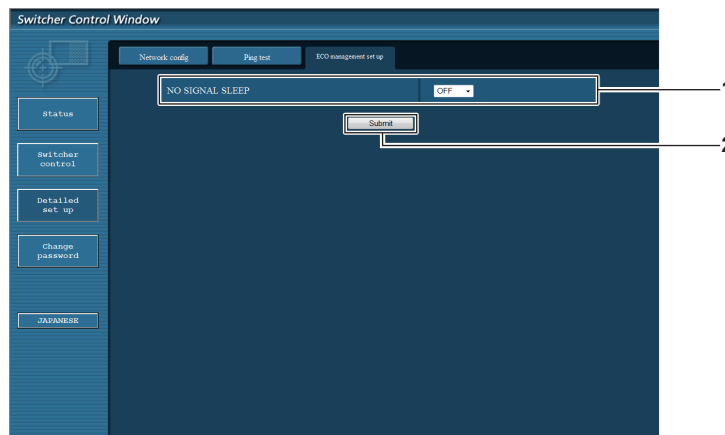 Switcher Control Window
Network config
Ping test
ECO management set up
NO SIGNAL SLEEP
OFF
1
Submit
2
Status
Switcher
control
Detailed
set up
Change
password
JAPANESE